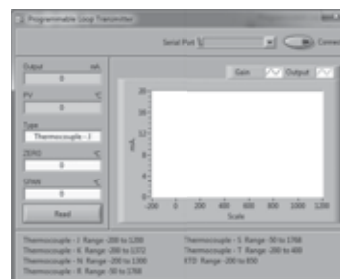 Programmable Loop Transmitter
Serial Port
Connec
Output mA
0
PV °C
0
Type
Thermocouple - J
ZERO °C
0
SPAN °C
0
Read
Gain Output
20
16
12
8
4
0
mA
-200 0 200 400 600 800 1000 1200
Scale
Thermocouple - J Range -200 to 1200
Thermocouple - K Range -200 to 1372
Thermocouple - N Range -200 to 1300
Thermocouple - R Range -50 to 1768
Thermocouple - S Range -50 to 1768
Thermocouple - T Range -200 to 400
RTD Range -200 to 850